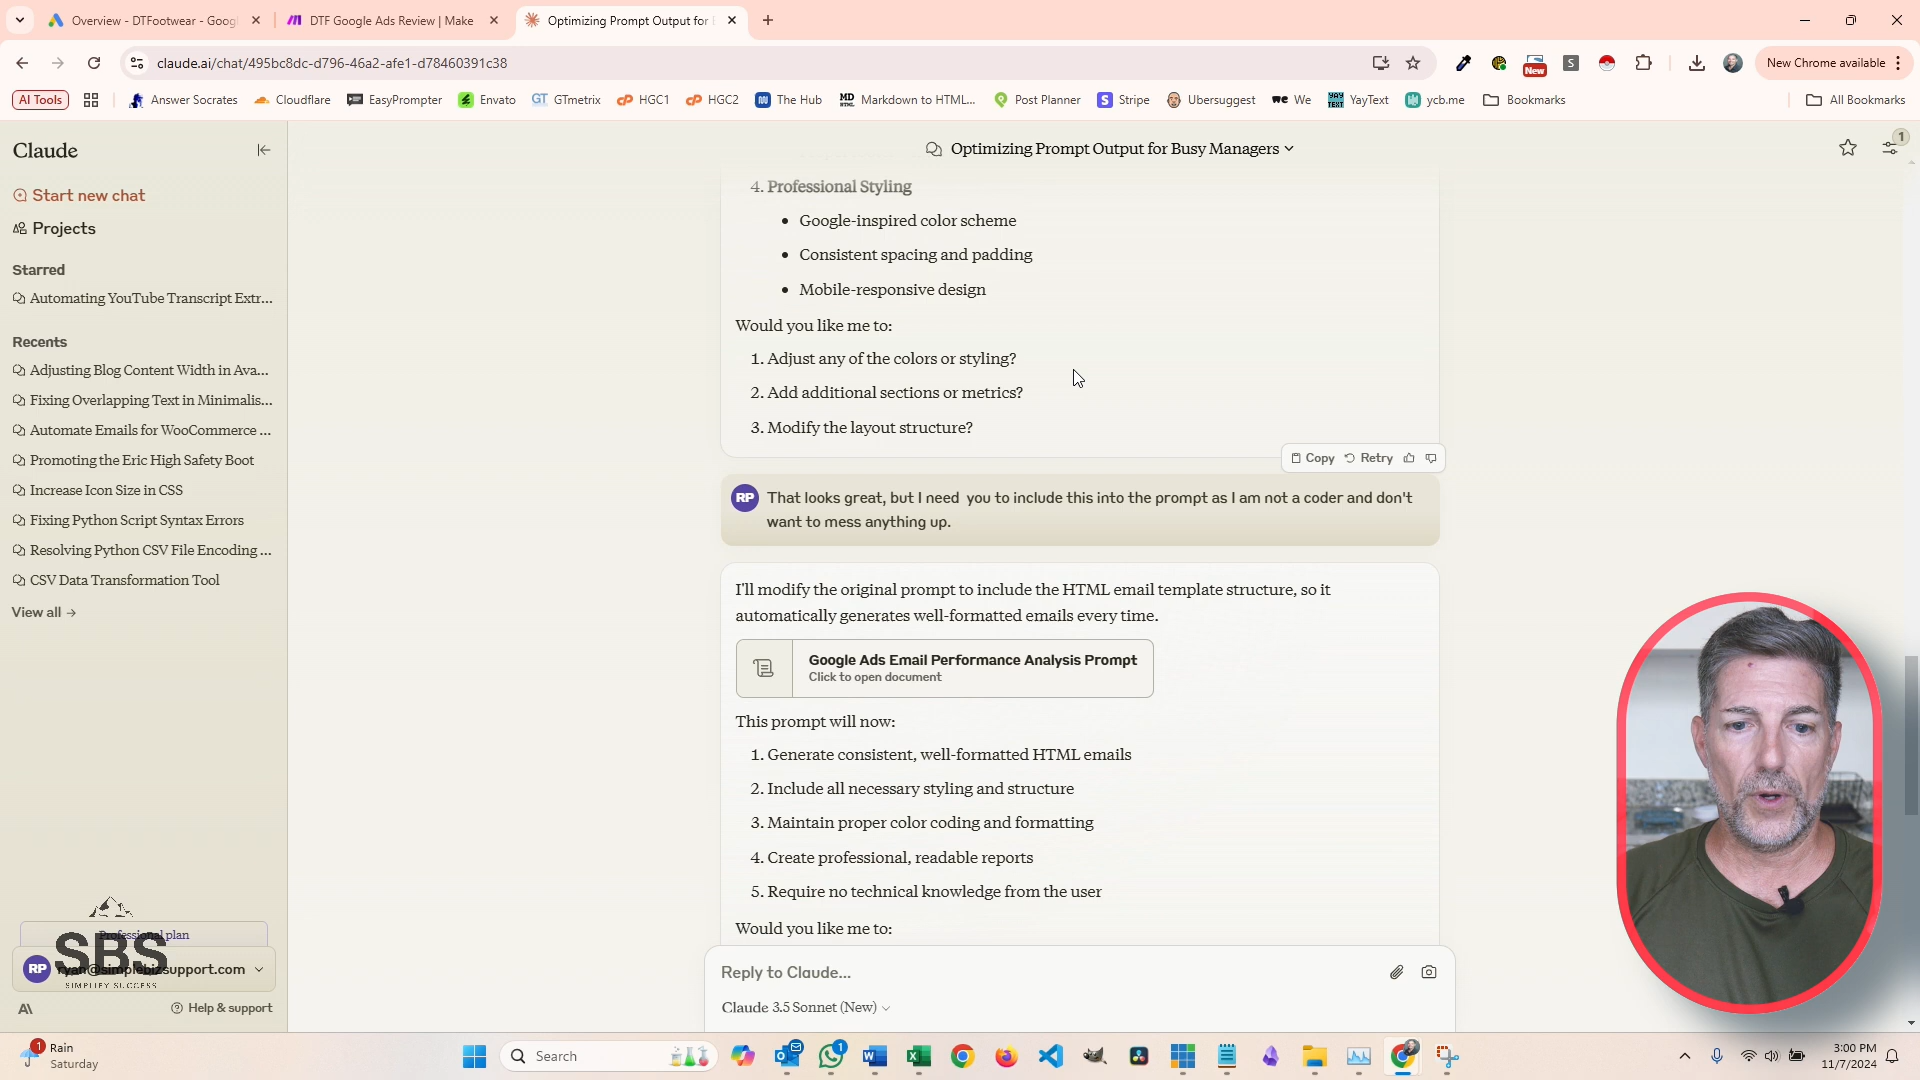 Overview - DTFootwear - Goog
DTF Google Ads Review | Make
Optimizing Prompt Output for
claude.ai/chat/495bc8dc-d796-46a2-afe1-d78460391c38
New
S
New Chrome available
AI Tools
Answer Socrates
Cloudflare
EasyPrompter
Envato
GTmetrix
HGC1
HGC2
The Hub
Markdown to HTML...
Post Planner
Stripe
Ubersuggest
We
YayText
ycb.me
Bookmarks
All Bookmarks
Claude
Optimizing Prompt Output for Busy Managers
1
Start new chat
Projects
Starred
Automating YouTube Transcript Extr...
Recents
Adjusting Blog Content Width in Ava...
Fixing Overlapping Text in Minimalis...
Automate Emails for WooCommerce ...
Promoting the Eric High Safety Boot
Increase Icon Size in CSS
Fixing Python Script Syntax Errors
Resolving Python CSV File Encoding ...
CSV Data Transformation Tool
View all →
Professional plan
SBS
SIMPLIFY SUCCESS
RP
ryan@simplebizsupport.com
Help & support
4. Professional Styling
• Google-inspired color scheme
• Consistent spacing and padding
• Mobile-responsive design
Would you like me to:
1. Adjust any of the colors or styling?
2. Add additional sections or metrics?
3. Modify the layout structure?
Copy Retry
RP
That looks great, but I need  you to include this into the prompt as I am not a coder and don't
want to mess anything up.
I'll modify the original prompt to include the HTML email template structure, so it
automatically generates well-formatted emails every time.
Google Ads Email Performance Analysis Prompt
Click to open document
This prompt will now:
1. Generate consistent, well-formatted HTML emails
2. Include all necessary styling and structure
3. Maintain proper color coding and formatting
4. Create professional, readable reports
5. Require no technical knowledge from the user
Would you like me to:
Reply to Claude...
Claude 3.5 Sonnet (New)
1
Rain
Saturday
Search
1
3:00 PM
11/7/2024